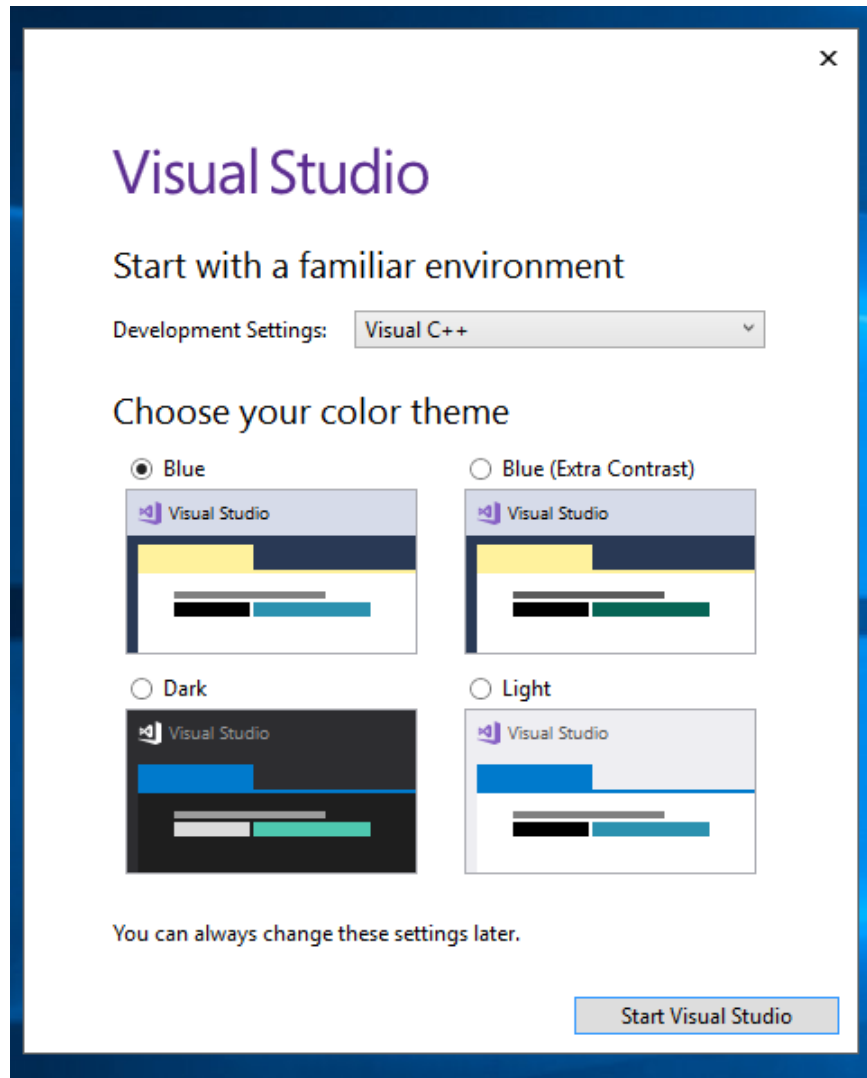 Visual Studio
Start with a familiar environment
Development Settings: Visual C++
Choose your color theme
Blue
Blue (Extra Contrast)
Visual Studio
Visual Studio
Dark
Light
Visual Studio
Visual Studio
You can always change these settings later.
Start Visual Studio